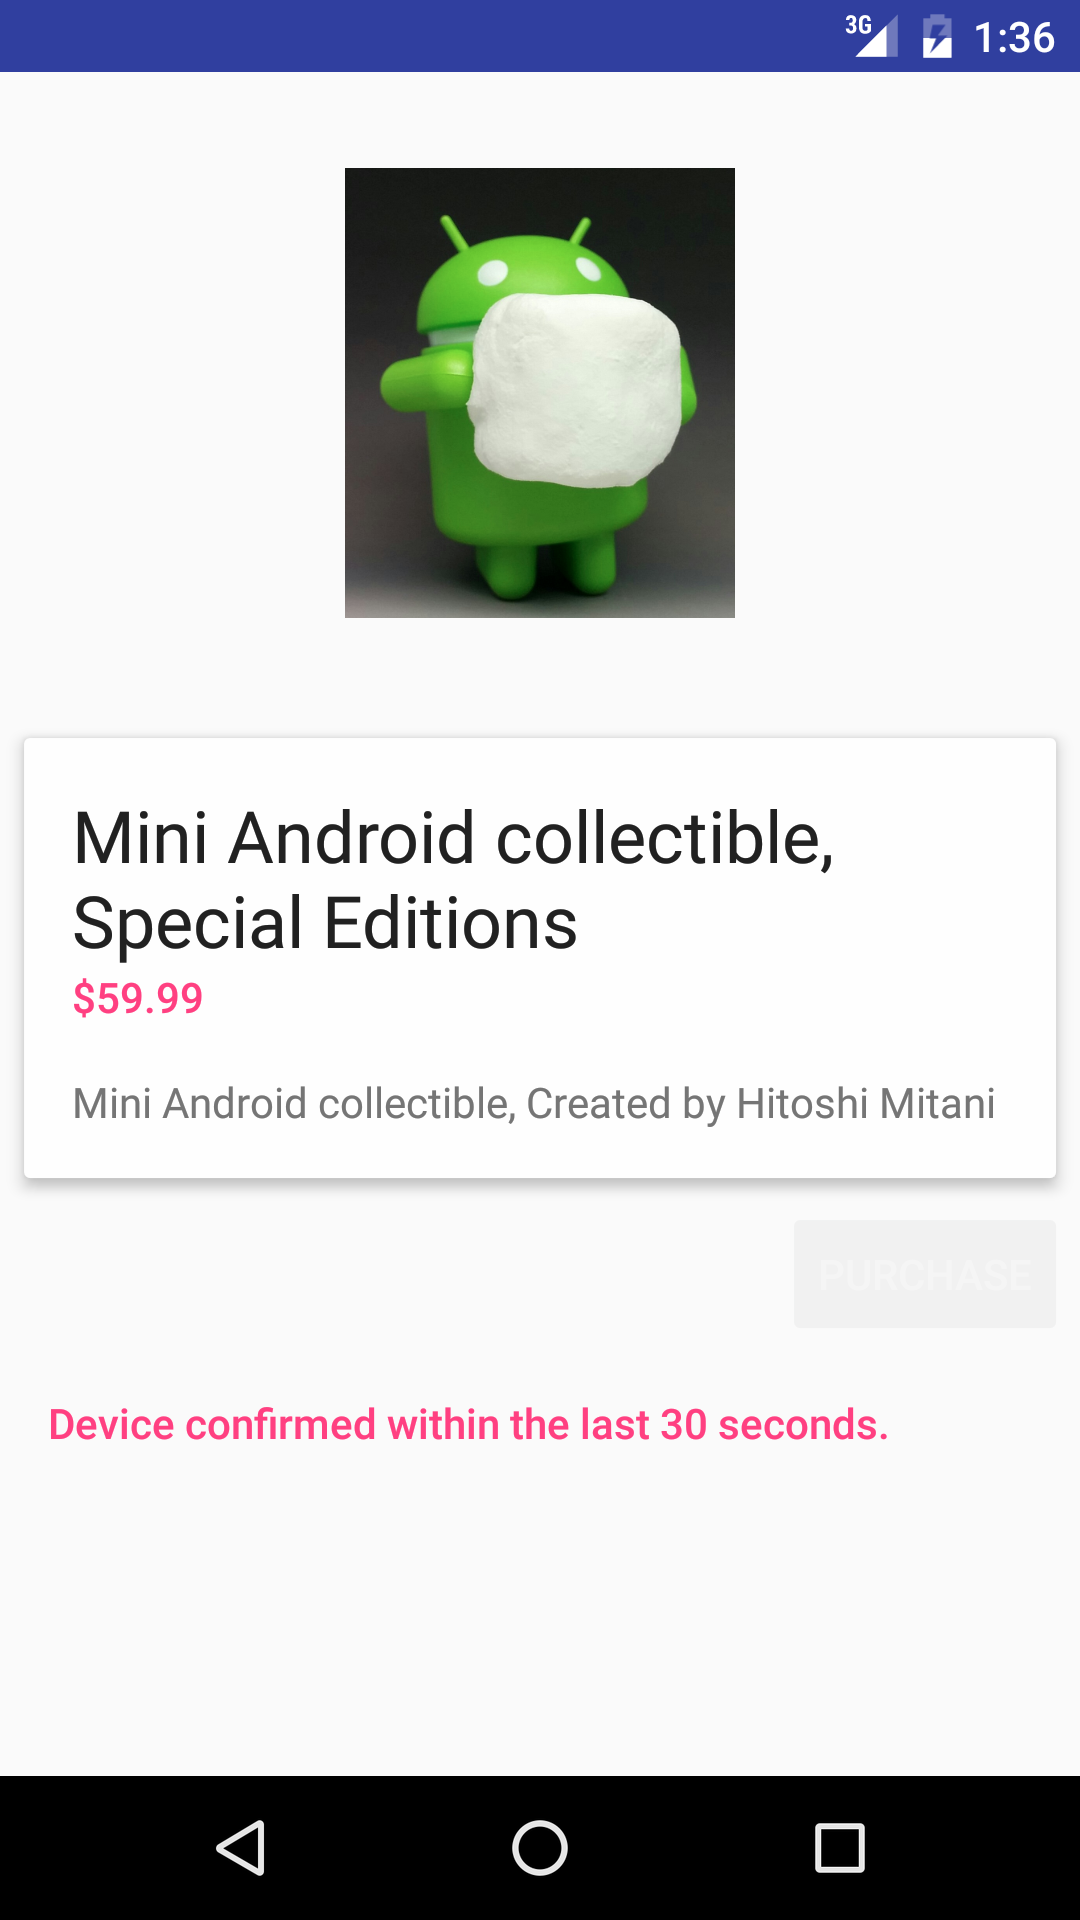 3G 1:36
Mini Android collectible,
Special Editions
$59.99
Mini Android collectible, Created by Hitoshi Mitani
PURCHASE
Device confirmed within the last 30 seconds.